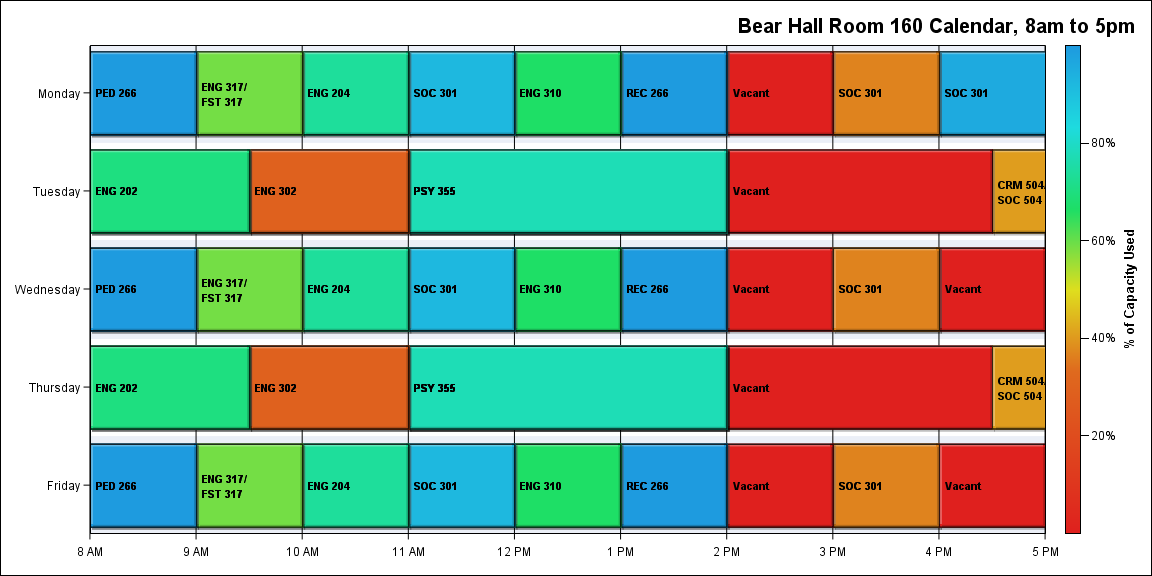 Bear Hall Room 160 Calendar, 8am to 5pm
Monday
PED 266
ENG 317/
FST 317
ENG 204
SOC 301
ENG 310
REC 266
Vacant
SOC 301
SOC 301
Tuesday
ENG 202
ENG 302
PSY 355
Vacant
CRM 504/
SOC 504
Wednesday
PED 266
ENG 317/
FST 317
ENG 204
SOC 301
ENG 310
REC 266
Vacant
SOC 301
Vacant
Thursday
ENG 202
ENG 302
PSY 355
Vacant
CRM 504/
SOC 504
Friday
PED 266
ENG 317/
FST 317
ENG 204
SOC 301
ENG 310
REC 266
Vacant
SOC 301
Vacant
8 AM
9 AM
10 AM
11 AM
12 PM
1 PM
2 PM
3 PM
4 PM
5 PM
80%
60%
40%
20%
% of Capacity Used